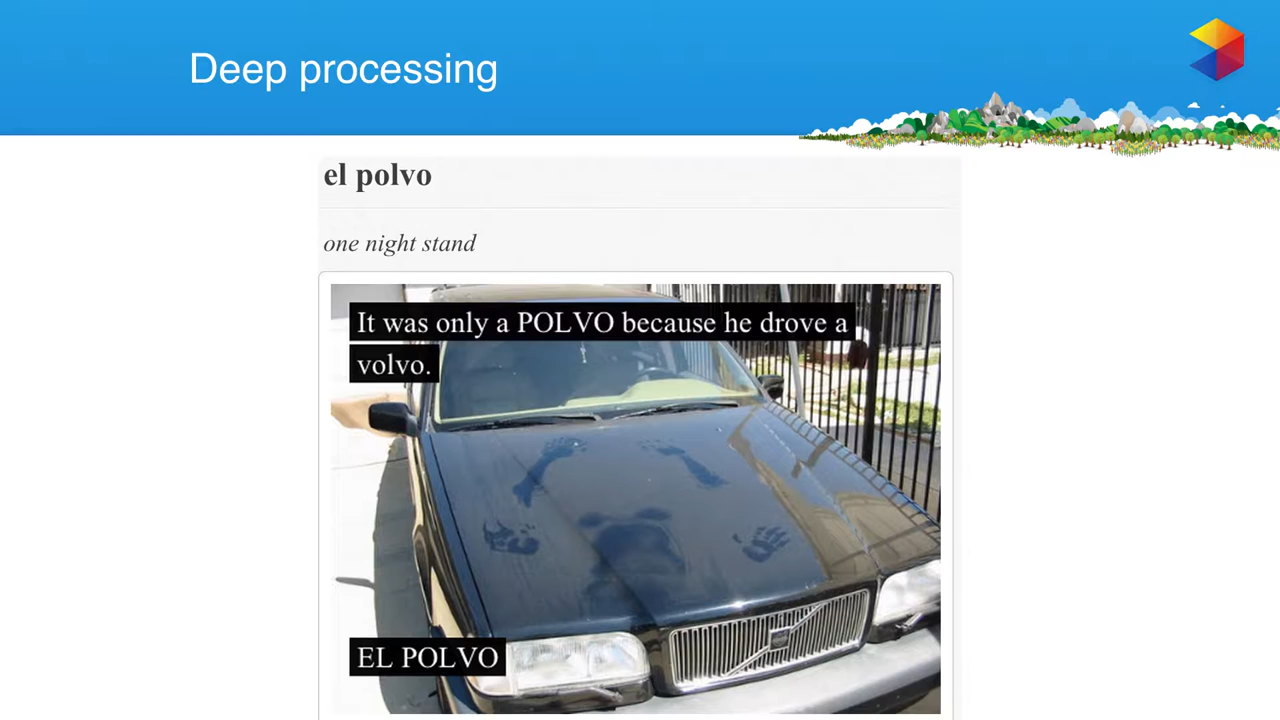 Deep processing
el polvo
one night stand
It was only a POLVO because he drove a
volvo.
EL POLVO